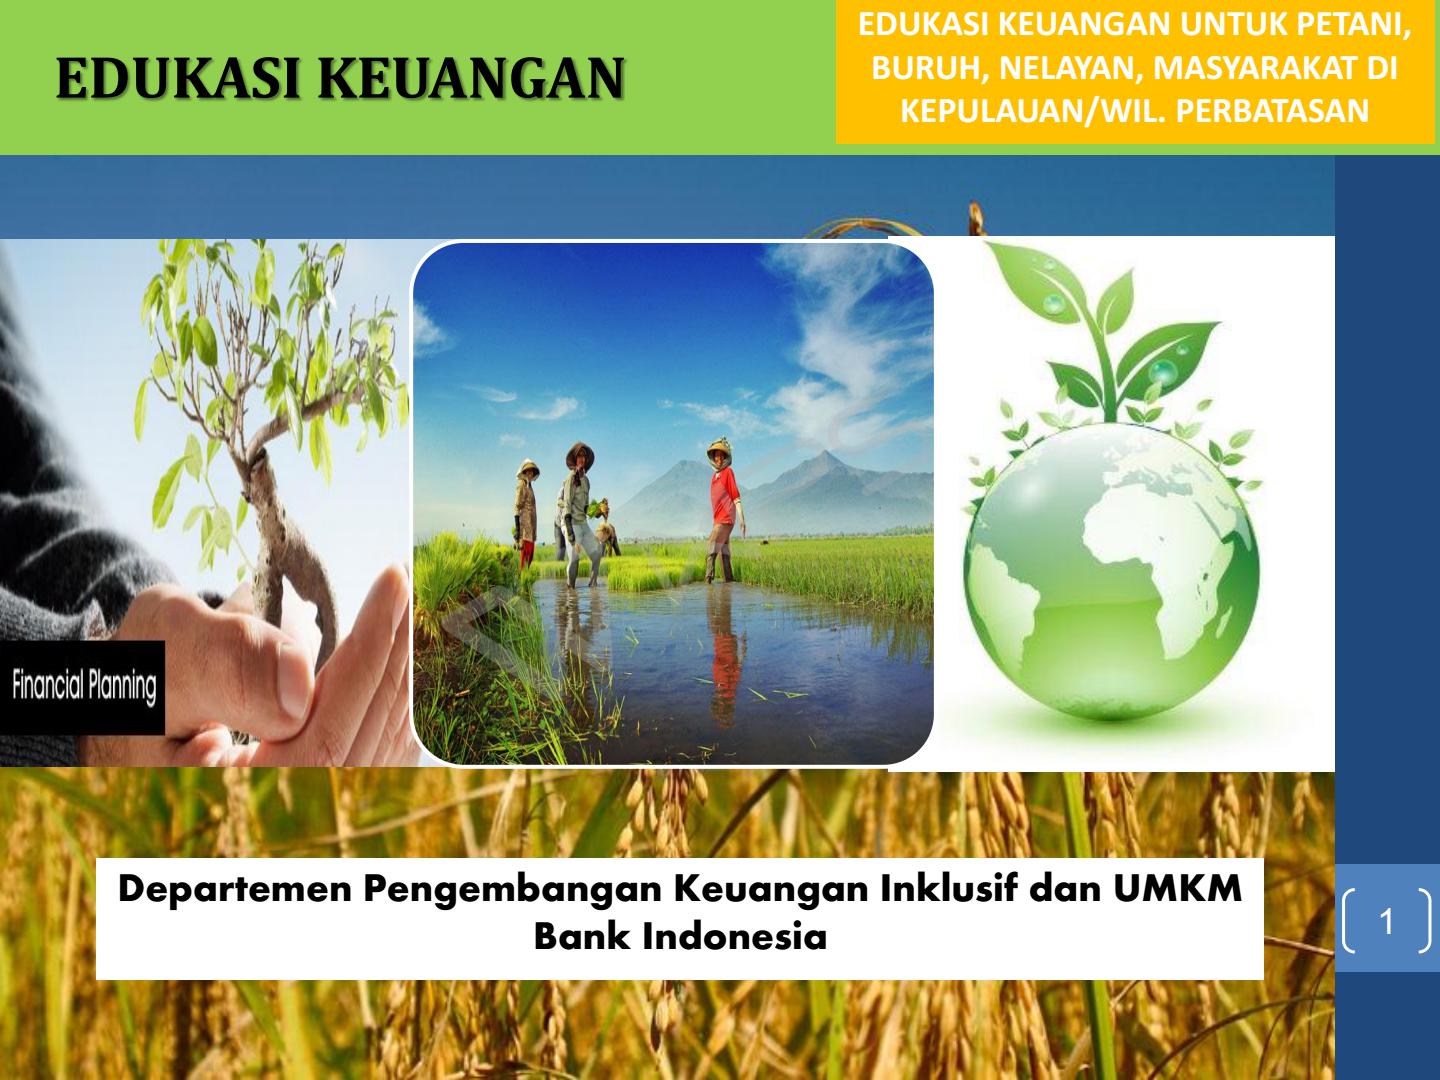 EDUKASI KEUANGAN
EDUKASI KEUANGAN UNTUK PETANI,
BURUH, NELAYAN, MASYARAKAT DI
KEPULAUAN/WIL. PERBATASAN
Financial Planning
Departemen Pengembangan Keuangan Inklusif dan UMKM
Bank Indonesia
1